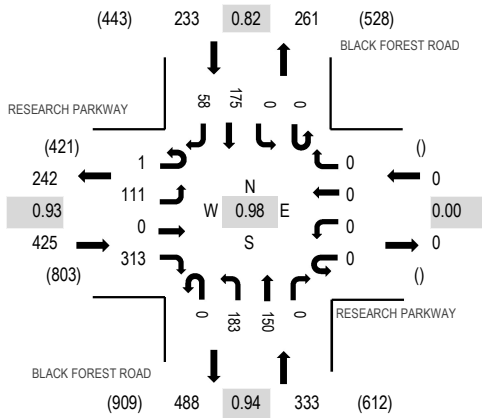 (443) 233 0.82 261 (528)
BLACK FOREST ROAD
58 175 0 0
RESEARCH PARKWAY
(421)
242
0.93
425
(803)
1
111
0
313
N
W 0.98 E
S
0
0
0
0
()
0
0.00
0
()
0 183 150 0
RESEARCH PARKWAY
BLACK FOREST ROAD
(909) 488 0.94 333 (612)